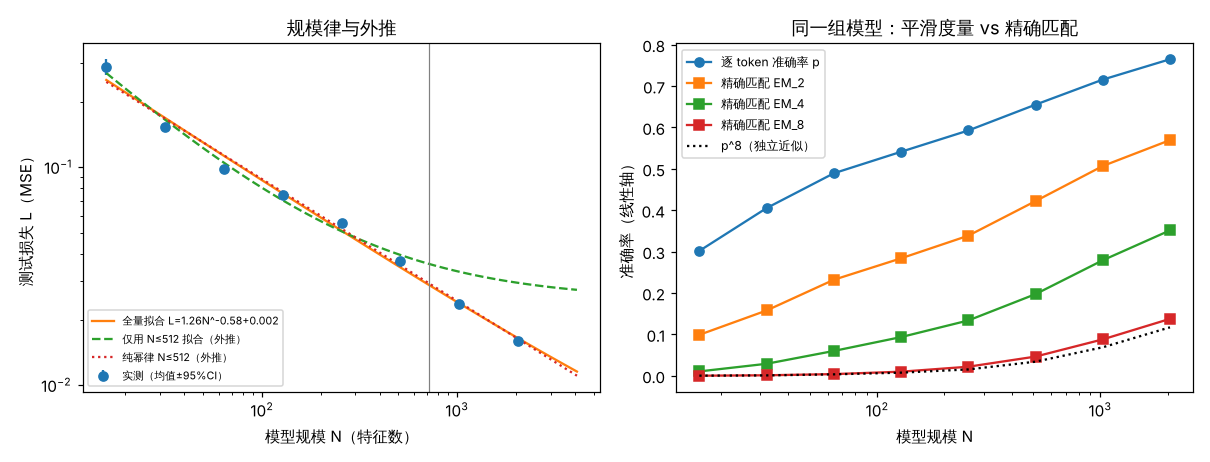 规模律与外推
测试损失 L（MSE）
10^-1
10^-2
全量拟合 L=1.26N^-0.58+0.002
仅用 N≤512 拟合（外推）
纯幂律 N≤512（外推）
实测（均值±95%CI）
10^2
10^3
模型规模 N（特征数）
同一组模型：平滑度量 vs 精确匹配
准确率（线性轴）
0.8
0.7
0.6
0.5
0.4
0.3
0.2
0.1
0.0
逐 token 准确率 p
精确匹配 EM_2
精确匹配 EM_4
精确匹配 EM_8
p^8（独立近似）
10^2
10^3
模型规模 N